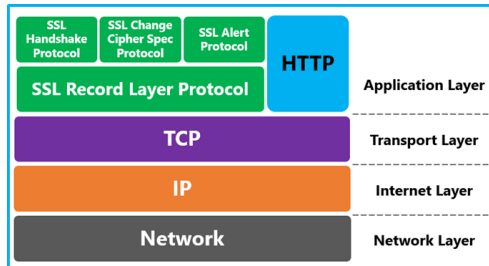 SSL
Handshake
Protocol
SSL Change
Cipher Spec
Protocol
SSL Alert
Protocol
HTTP
SSL Record Layer Protocol
Application Layer
TCP
Transport Layer
IP
Internet Layer
Network
Network Layer